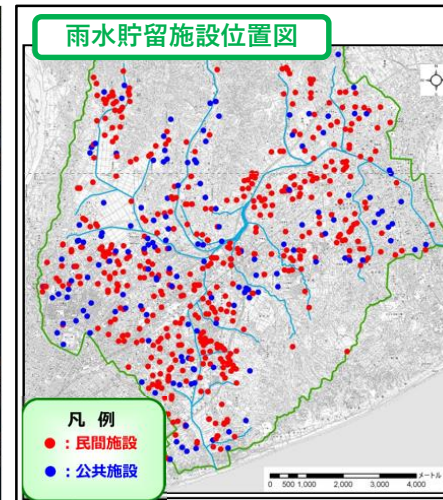 雨水貯留施設位置図
凡 例
● : 民間施設
● : 公共施設
メートル
0 500 1,000 2,000 3,000 4,000